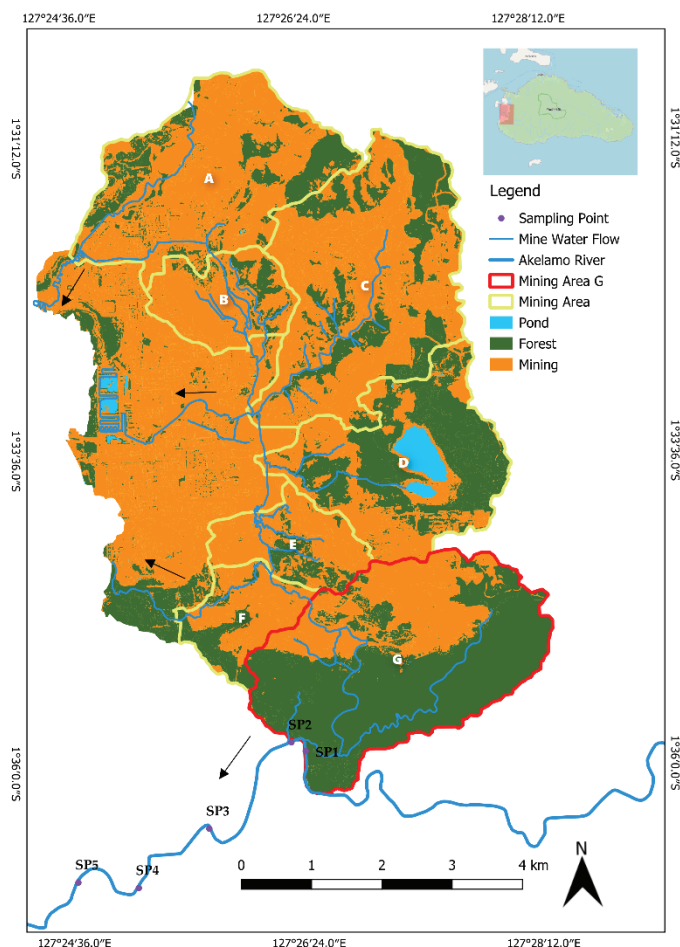 127°24'36.0"E 127°26'24.0"E 127°28'12.0"E
1°31'12.0"S
1°31'12.0"S
Legend
Sampling Point
Mine Water Flow
Akelamo River
Mining Area G
Mining Area
Pond
Forest
Mining
A
B
C
1°33'36.0"S
1°33'36.0"S
D
E
F
G
SP2
SP1
1°36'0.0"S
1°36'0.0"S
SP3
SP5
SP4
N
0 1 2 3 4 km
127°24'36.0"E 127°26'24.0"E 127°28'12.0"E